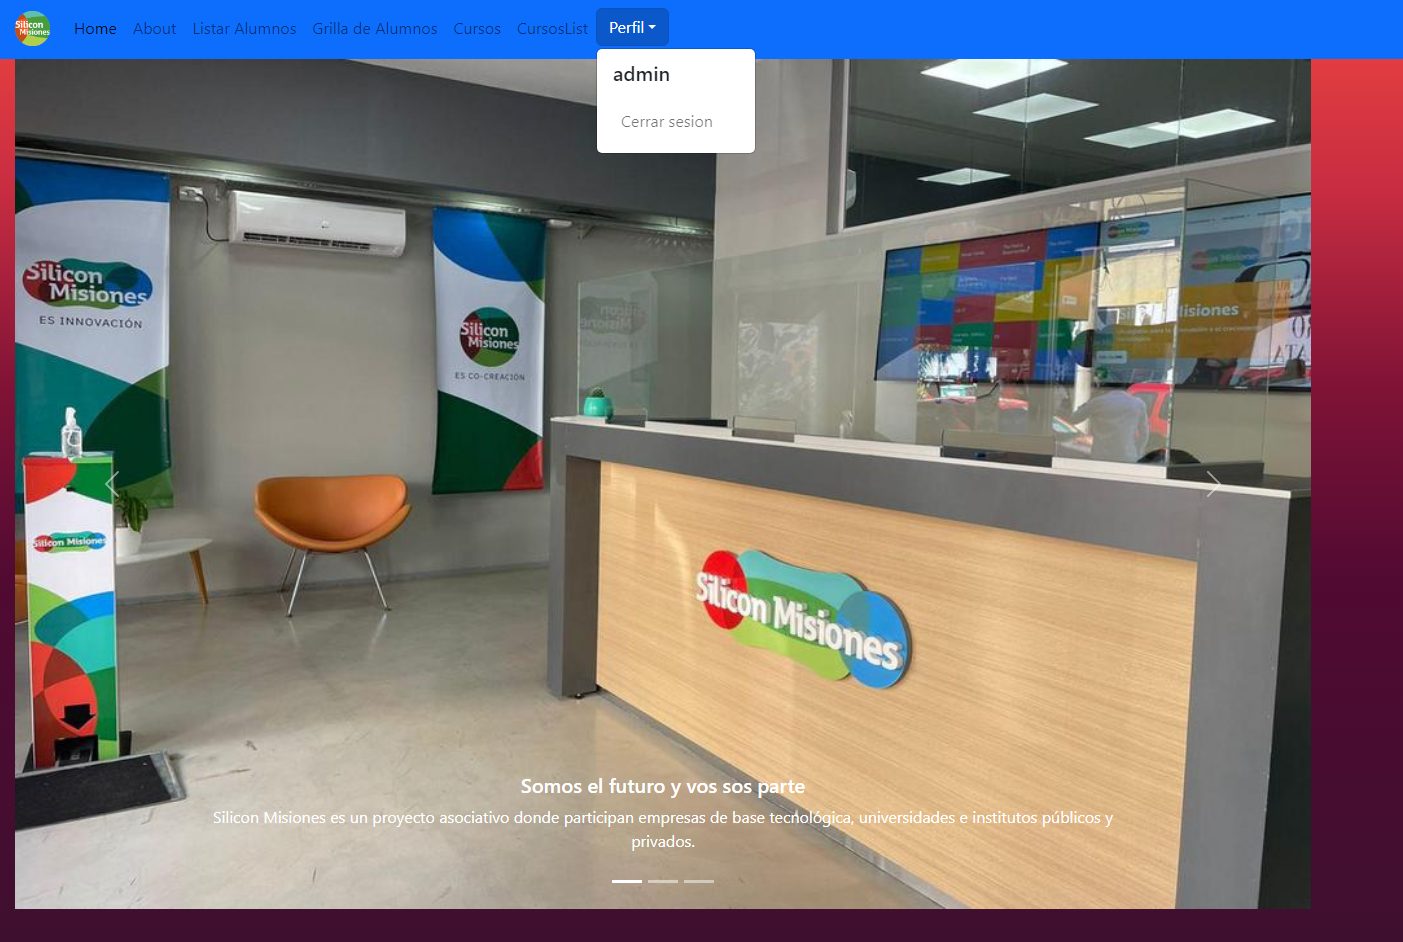 Silicon
Misiones
Home
About
Listar Alumnos
Grilla de Alumnos
Cursos
CursosList
Perfil
admin
Cerrar sesion
Silicon
Misiones
ES INNOVACIÓN
Silicon
Misiones
ES CO-CREACIÓN
Silicon Misiones
Silicon Misiones
Somos el futuro y vos sos parte
Silicon Misiones es un proyecto asociativo donde participan empresas de base tecnológica, universidades e institutos públicos y
privados.